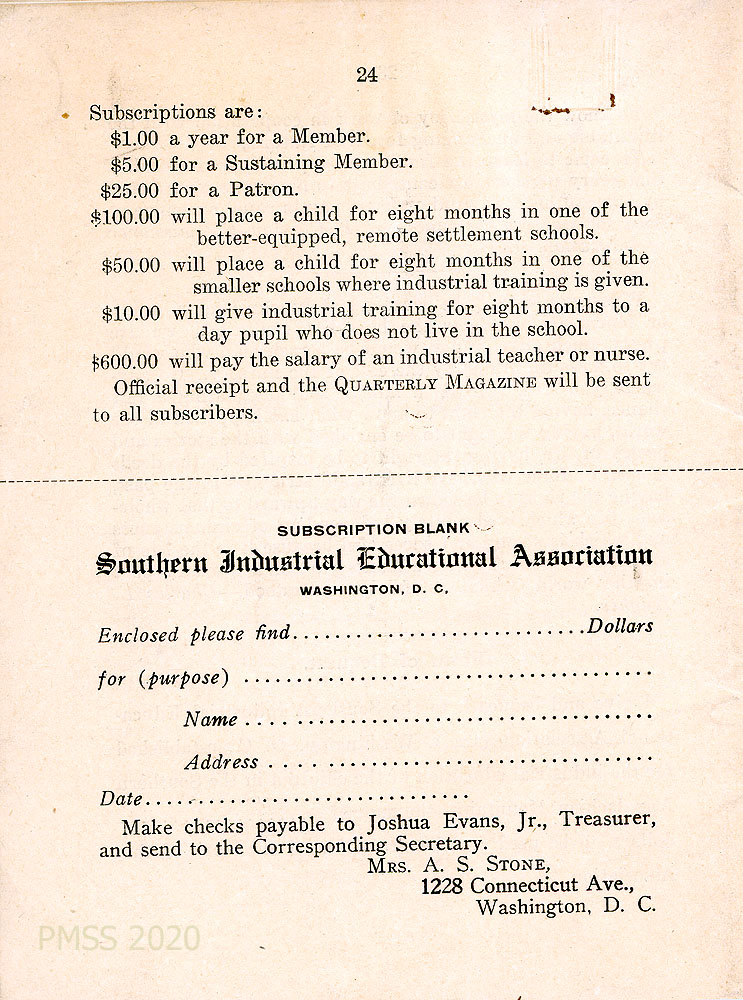 24
Subscriptions are:
$1.00 a year for a Member.
$5.00 for a Sustaining Member.
$25.00 for a Patron.
$100.00 will place a child for eight months in one of the
better-equipped, remote settlement schools.
$50.00 will place a child for eight months in one of the
smaller schools where industrial training is given.
$10.00 will give industrial training for eight months to a
day pupil who does not live in the school.
$600.00 will pay the salary of an industrial teacher or nurse.
Official receipt and the QUARTERLY MAGAZINE will be sent
to all subscribers.
SUBSCRIPTION BLANK
Southern Industrial Educational Association
WASHINGTON, D. C.
Enclosed please find............................Dollars
for (purpose) ........................................
Name .......................................
Address ....................................
Date...............................
Make checks payable to Joshua Evans, Jr., Treasurer,
and send to the Corresponding Secretary.
MRS. A. S. STONE,
1228 Connecticut Ave.,
Washington, D. C.
PMSS 2020